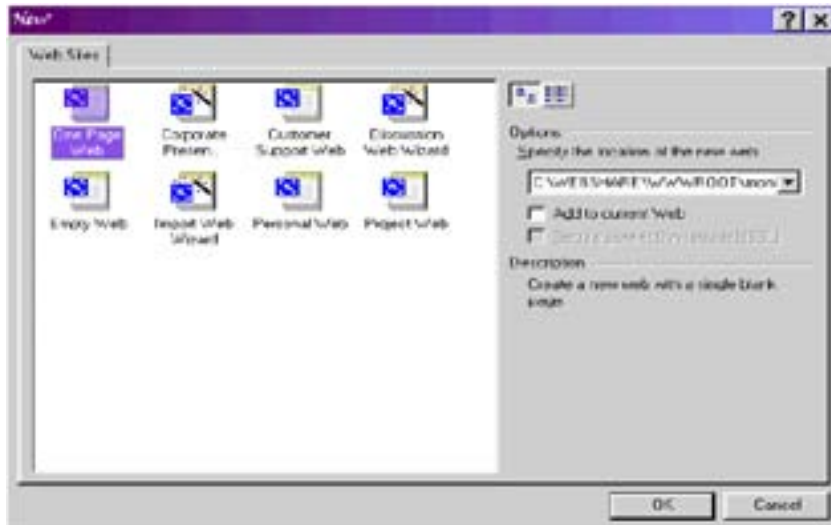 New
Web Sites
One Page Web
Corporate Presen...
Customer Support Web
Discussion Web Wizard
Empty Web
Import Web Wizard
Personal Web
Project Web
Options
Specify the location of the new web
C:\WEBSHARE\WWWROOT\
Add to current Web
Description
Create a new web with a single blank
page
OK
Cancel